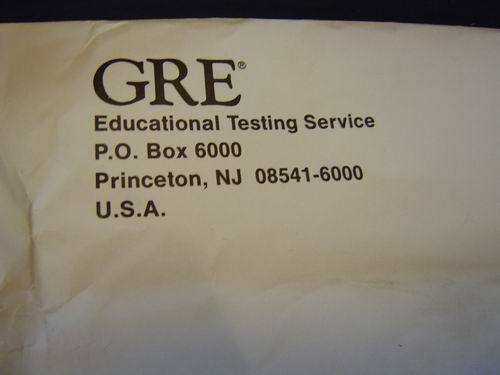 GRE®
Educational Testing Service
P.O. Box 6000
Princeton, NJ 08541-6000
U.S.A.